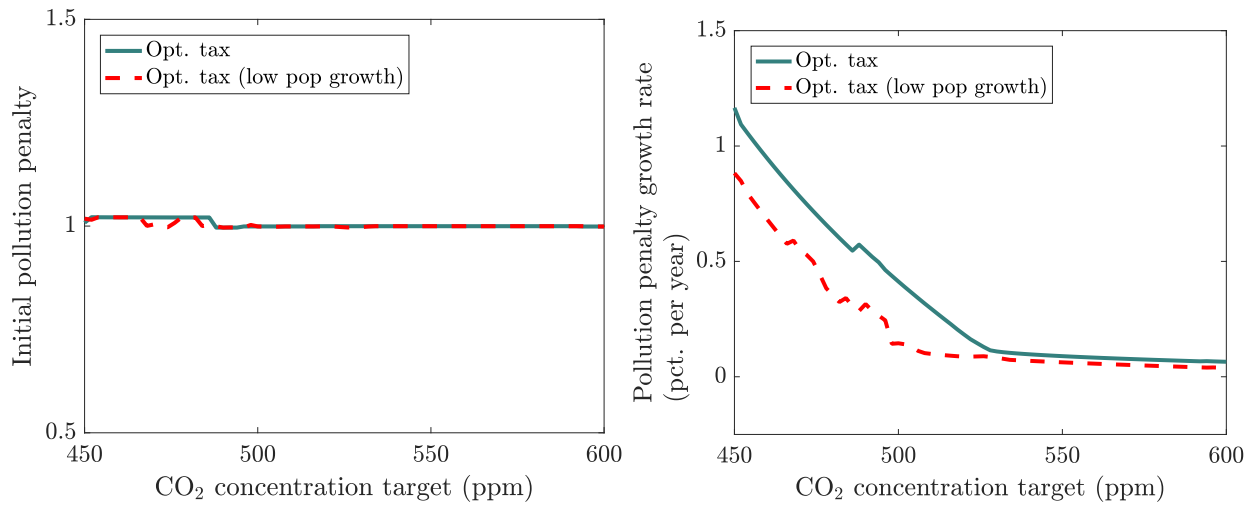 1.5
Opt. tax
Opt. tax (low pop growth)
1
0.5
Initial pollution penalty
450
500
550
600
CO₂ concentration target (ppm)
1.5
Opt. tax
Opt. tax (low pop growth)
1
0.5
0
Pollution penalty growth rate
(pct. per year)
450
500
550
600
CO₂ concentration target (ppm)